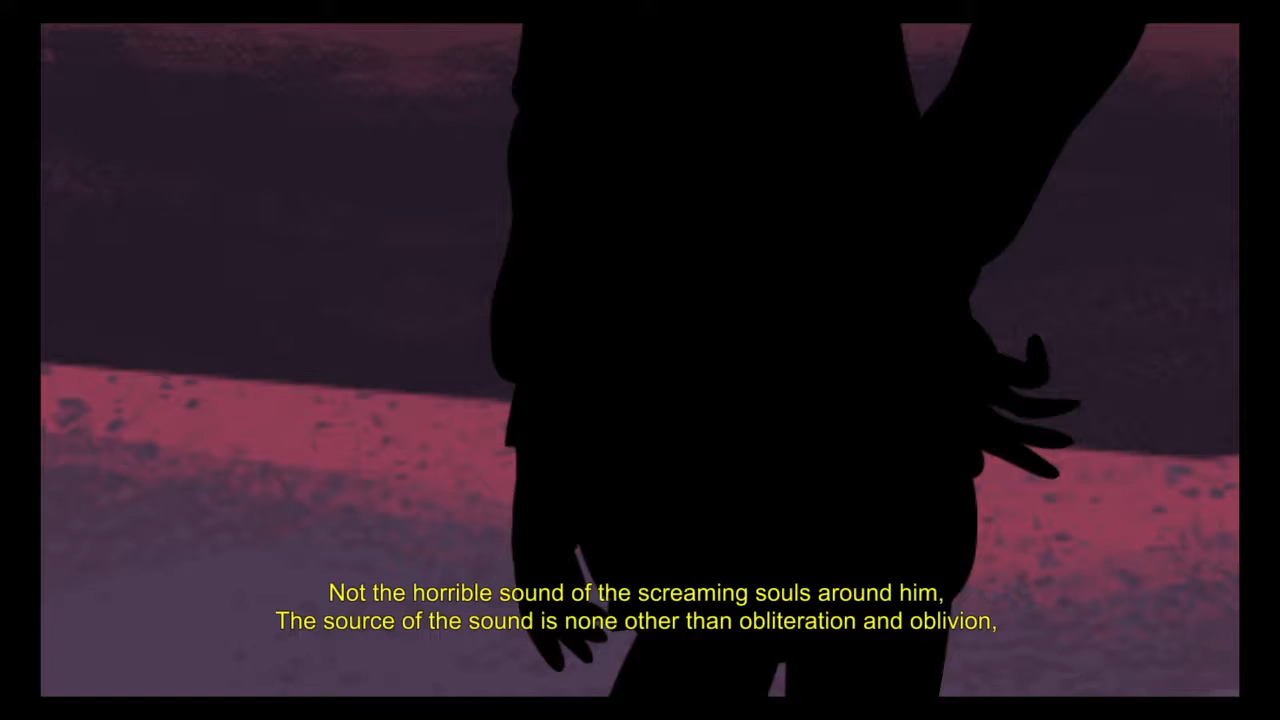 Not the horrible sound of the screaming souls around him,
The source of the sound is none other than obliteration and oblivion,